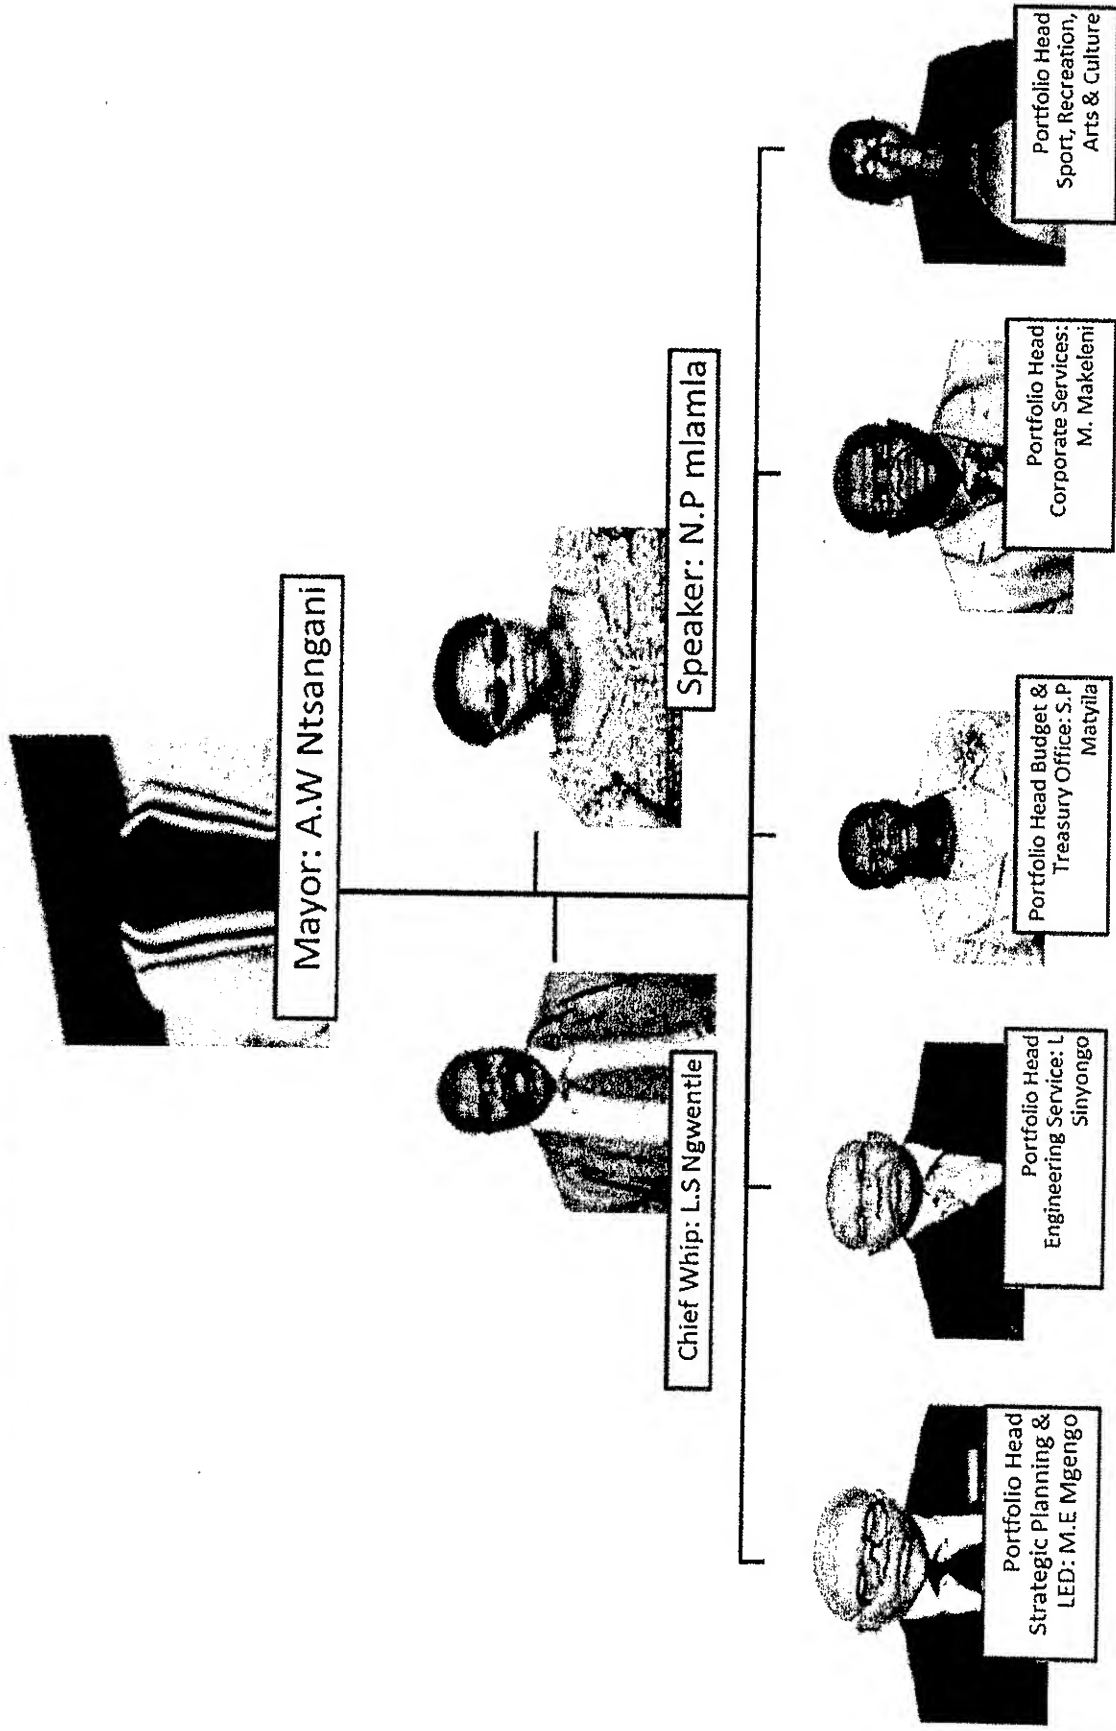 Mayor: A.W Ntsangani
Chief Whip: L.S Ngwentle
Speaker: N.P mlamla
Portfolio Head
Strategic Planning &
LED: M.E Mgengo
Portfolio Head
Engineering Service: L
Sinyongo
Portfolio Head Budget &
Treasury Office: S.P
Matyila
Portfolio Head
Corporate Services:
M. Makeleni
Portfolio Head
Sport, Recreation,
Arts & Culture